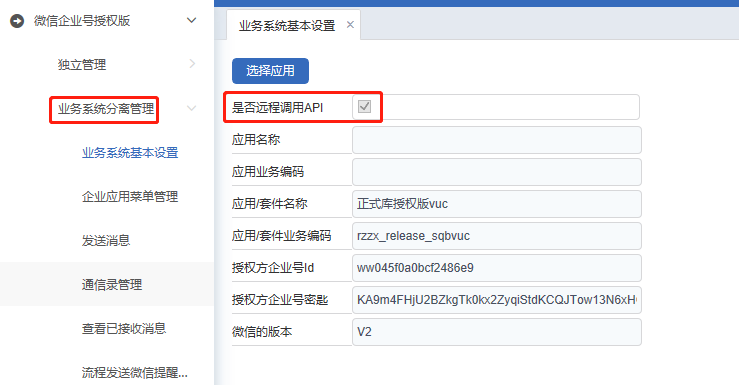 微信企业号授权版
独立管理
业务系统分离管理
业务系统基本设置
企业应用菜单管理
发送消息
通信录管理
查看已接收消息
流程发送微信提醒...
业务系统基本设置 ×
选择应用
是否远程调用API
应用名称
应用业务编码
应用/套件名称 正式库授权版vuc
应用/套件业务编码 rzzx_release_sqbvuc
授权方企业号Id ww045f0a0bcf2486e9
授权方企业号密匙 KA9m4FHjU2BZkgTk0kx2ZyqiStdKCQJTow13N6xH
微信的版本 V2